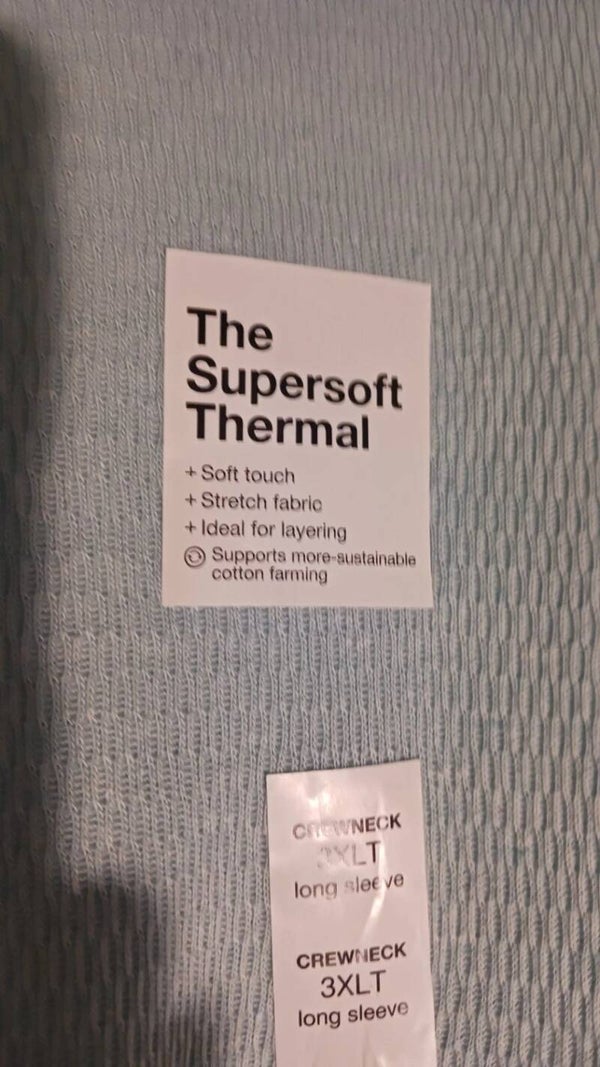 The
Supersoft
Thermal
+ Soft touch
+ Stretch fabric
+ Ideal for layering
Supports more-sustainable
cotton farming
CREWNECK
3XLT
long sleeve
CREWNECK
3XLT
long sleeve